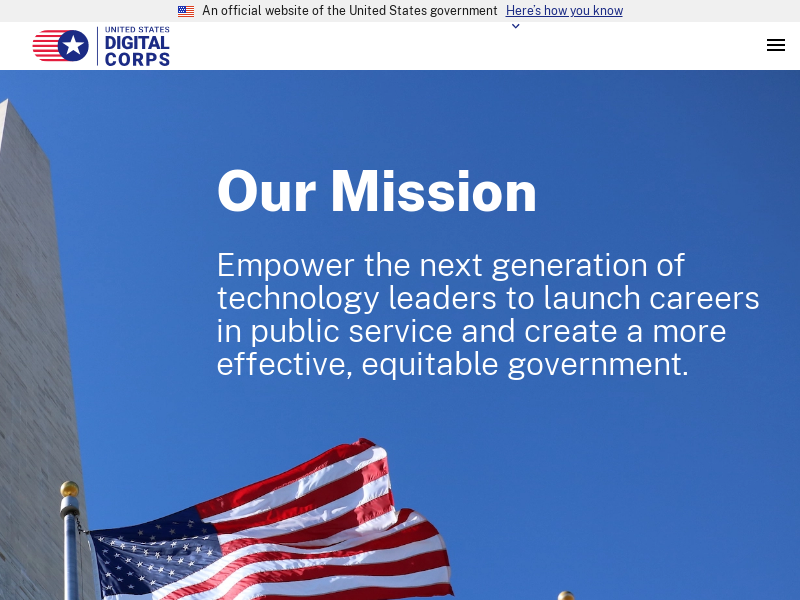 An official website of the United States government Here's how you know
UNITED STATES
DIGITAL
CORPS
Our Mission
Empower the next generation of
technology leaders to launch careers
in public service and create a more
effective, equitable government.